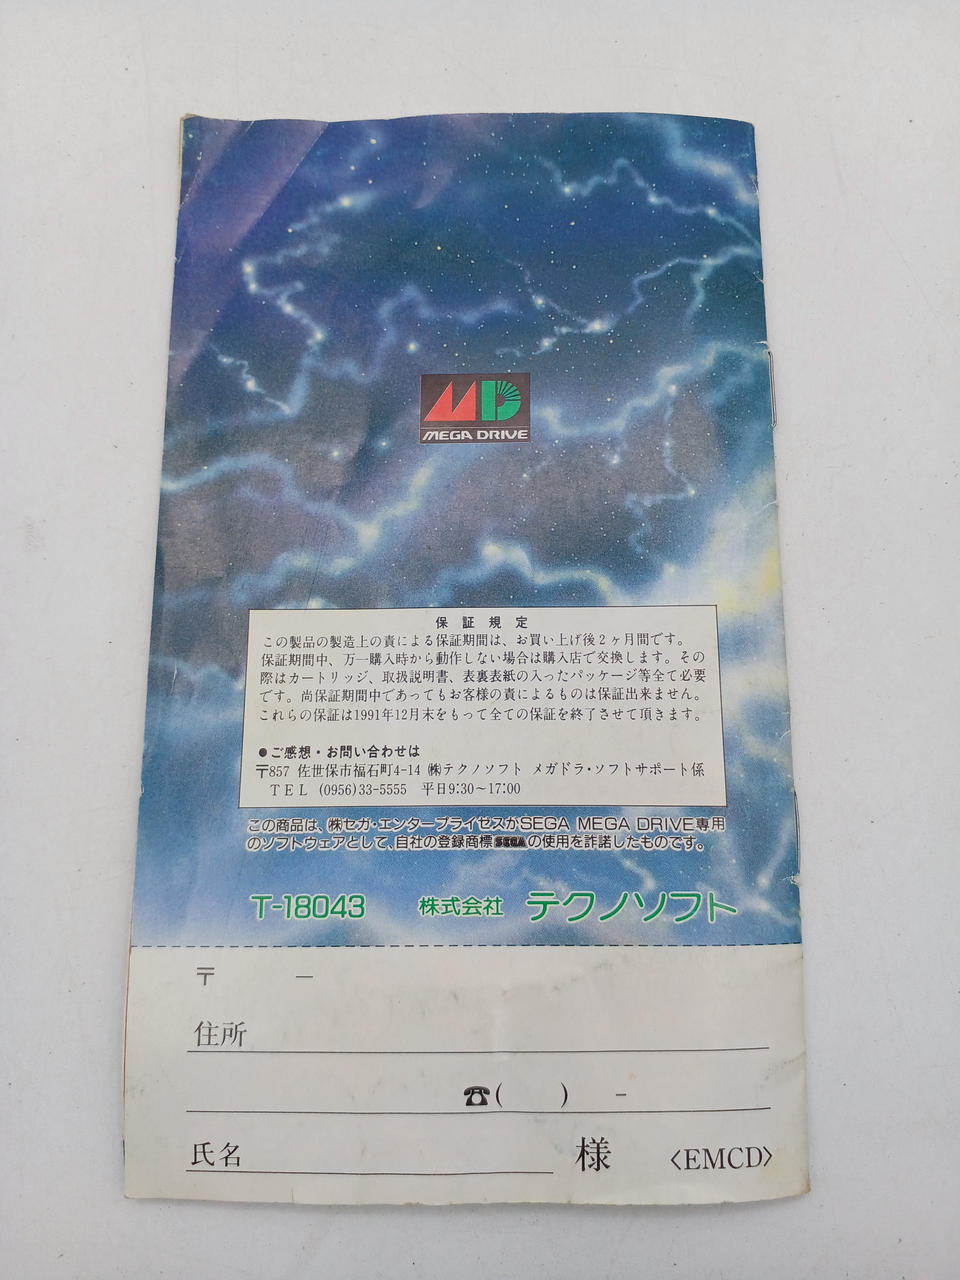 MEGA DRIVE
保証規定
この製品の製造上の責による保証期間は、お買い上げ後2ヶ月間です。
保証期間中、万一購入時から動作しない場合は購入店で交換します。その
際はカートリッジ、取扱説明書、表裏表紙の入ったパッケージ等全て必要
です。尚保証期間中であってもお客様の責によるものは保証出来ません。
これらの保証は1991年12月末をもって全ての保証を終了させて頂きます。
●ご感想・お問い合わせは
〒857 佐世保市福石町4-14 ㈱テクノソフト メガドラ・ソフトサポート係
TEL (0956)33-5555 平日9:30〜17:00
この商品は、㈱セガ・エンタープライゼスがSEGA MEGA DRIVE専用
のソフトウェアとして、自社の登録商標SEGAの使用を許諾したものです。
T-18043 株式会社 テクノソフト
〒 －
住所
☎( ) －
氏名 様 〈EMCD〉